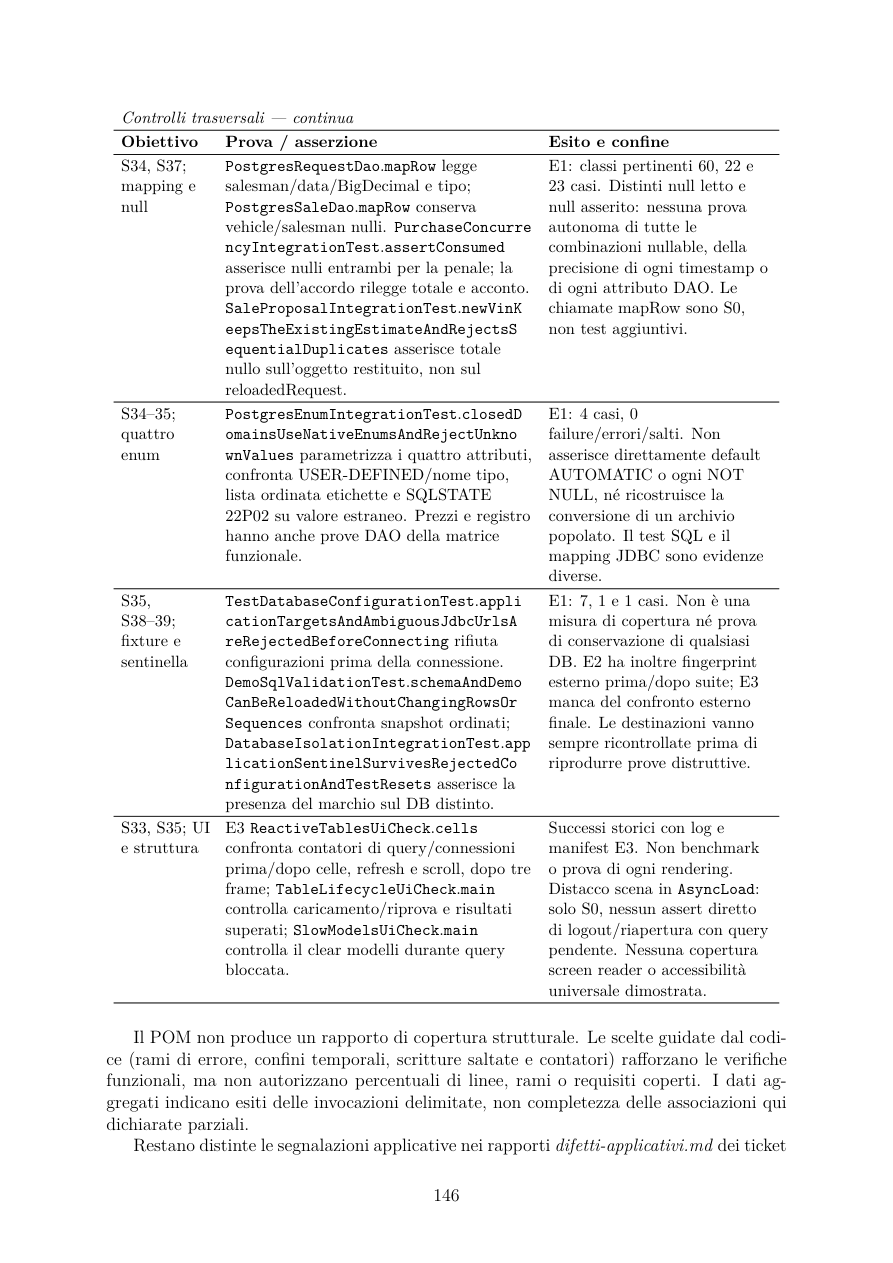 Controlli trasversali — continua
Obiettivo Prova / asserzione Esito e confine
S34, S37;
mapping e
null
PostgresRequestDao.mapRow legge
salesman/data/BigDecimal e tipo;
PostgresSaleDao.mapRow conserva
vehicle/salesman nulli. PurchaseConcurre
ncyIntegrationTest.assertConsumed
asserisce nulli entrambi per la penale; la
prova dell'accordo rilegge totale e acconto.
SaleProposalIntegrationTest.newVinK
eepsTheExistingEstimateAndRejectsS
equentialDuplicates asserisce totale
nullo sull'oggetto restituito, non sul
reloadedRequest.
E1: classi pertinenti 60, 22 e
23 casi. Distinti null letto e
null asserito: nessuna prova
autonoma di tutte le
combinazioni nullable, della
precisione di ogni timestamp o
di ogni attributo DAO. Le
chiamate mapRow sono S0,
non test aggiuntivi.
S34–35;
quattro
enum
PostgresEnumIntegrationTest.closedD
omainsUseNativeEnumsAndRejectUnkno
wnValues parametrizza i quattro attributi,
confronta USER-DEFINED/nome tipo,
lista ordinata etichette e SQLSTATE
22P02 su valore estraneo. Prezzi e registro
hanno anche prove DAO della matrice
funzionale.
E1: 4 casi, 0
failure/errori/salti. Non
asserisce direttamente default
AUTOMATIC o ogni NOT
NULL, né ricostruisce la
conversione di un archivio
popolato. Il test SQL e il
mapping JDBC sono evidenze
diverse.
S35,
S38–39;
fixture e
sentinella
TestDatabaseConfigurationTest.appli
cationTargetsAndAmbiguousJdbcUrlsA
reRejectedBeforeConnecting rifiuta
configurazioni prima della connessione.
DemoSqlValidationTest.schemaAndDemo
CanBeReloadedWithoutChangingRowsOr
Sequences confronta snapshot ordinati;
DatabaseIsolationIntegrationTest.app
licationSentinelSurvivesRejectedCo
nfigurationAndTestResets asserisce la
presenza del marchio sul DB distinto.
E1: 7, 1 e 1 casi. Non è una
misura di copertura né prova
di conservazione di qualsiasi
DB. E2 ha inoltre fingerprint
esterno prima/dopo suite; E3
manca del confronto esterno
finale. Le destinazioni vanno
sempre ricontrollate prima di
riprodurre prove distruttive.
S33, S35; UI
e struttura
E3 ReactiveTablesUiCheck.cells
confronta contatori di query/connessioni
prima/dopo celle, refresh e scroll, dopo tre
frame; TableLifecycleUiCheck.main
controlla caricamento/riprova e risultati
superati; SlowModelsUiCheck.main
controlla il clear modelli durante query
bloccata.
Successi storici con log e
manifest E3. Non benchmark
o prova di ogni rendering.
Distacco scena in AsyncLoad:
solo S0, nessun assert diretto
di logout/riapertura con query
pendente. Nessuna copertura
screen reader o accessibilità
universale dimostrata.
Il POM non produce un rapporto di copertura strutturale. Le scelte guidate dal codi-
ce (rami di errore, confini temporali, scritture saltate e contatori) rafforzano le verifiche
funzionali, ma non autorizzano percentuali di linee, rami o requisiti coperti. I dati ag-
gregati indicano esiti delle invocazioni delimitate, non completezza delle associazioni qui
dichiarate parziali.
Restano distinte le segnalazioni applicative nei rapporti difetti-applicativi.md dei ticket
146